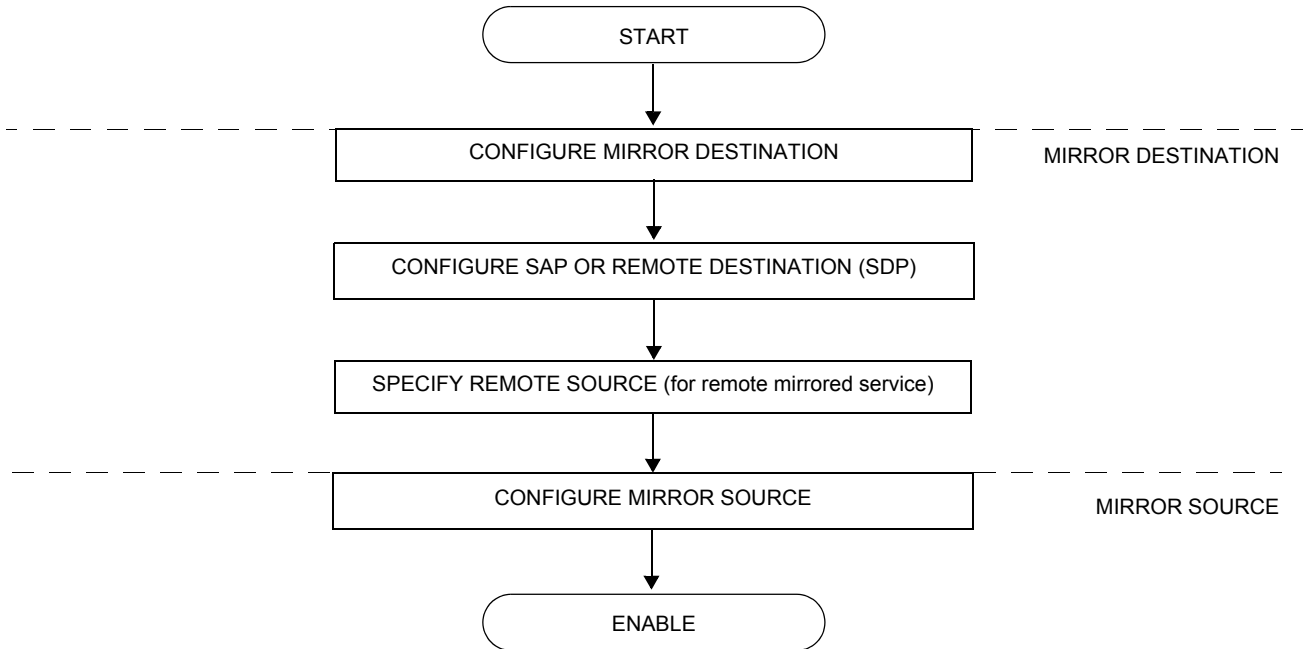 START
CONFIGURE MIRROR DESTINATION
MIRROR DESTINATION
CONFIGURE SAP OR REMOTE DESTINATION (SDP)
SPECIFY REMOTE SOURCE (for remote mirrored service)
CONFIGURE MIRROR SOURCE
MIRROR SOURCE
ENABLE